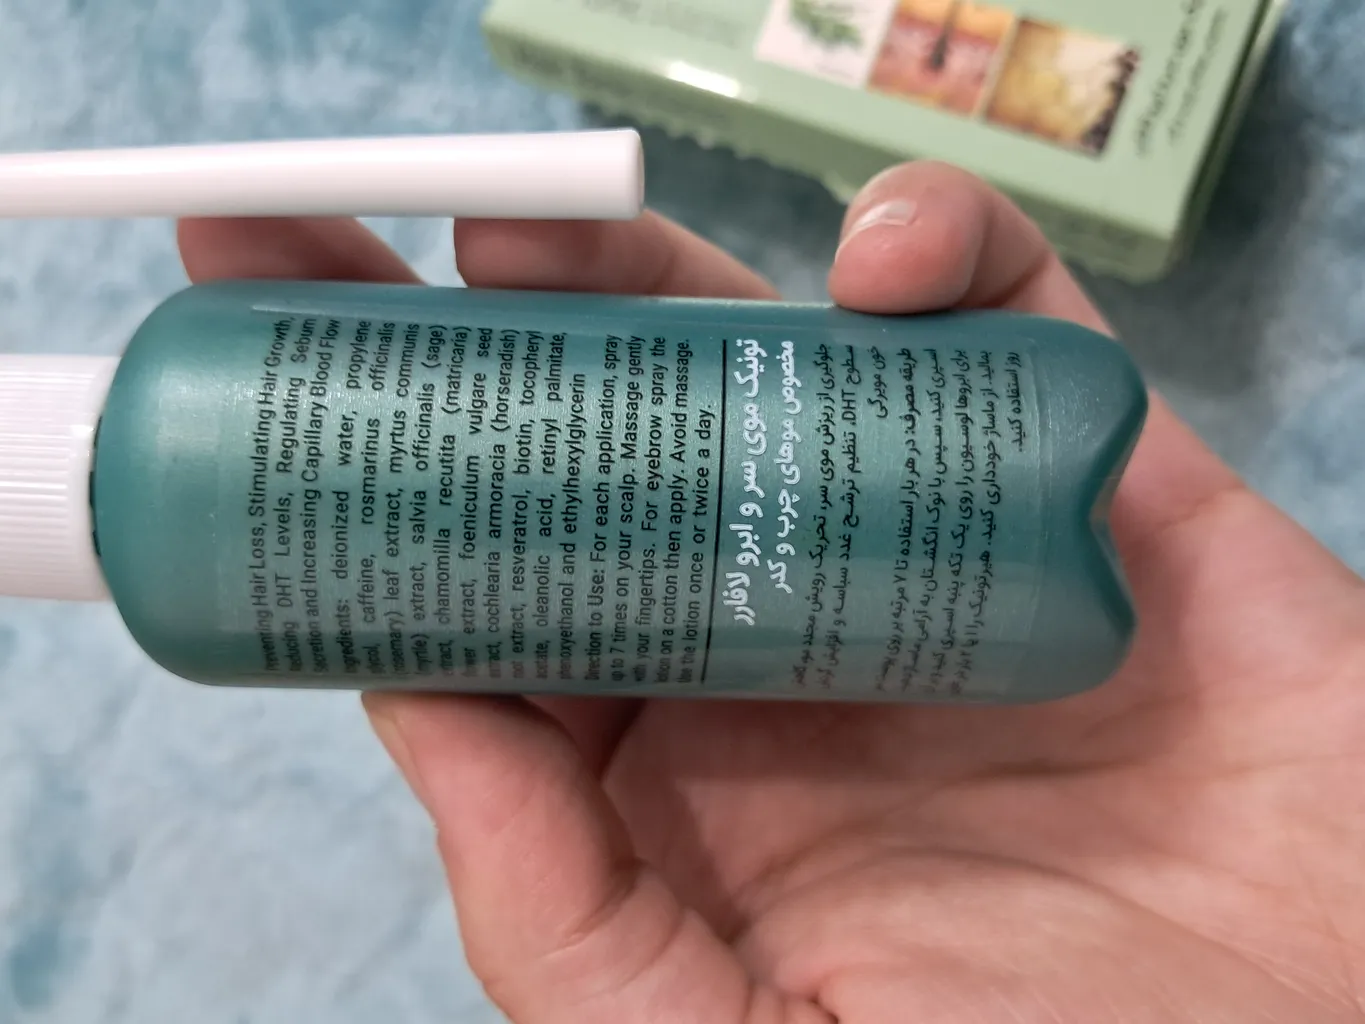 Preventing Hair Loss, Stimulating Hair Growth,
Reducing DHT Levels, Regulating Sebum
Secretion and Increasing Capillary Blood Flow
Ingredients: deionized water, propylene
glycol, caffeine, rosmarinus officinalis
(rosemary) leaf extract, myrtus communis
(myrtle) extract, salvia officinalis (sage)
extract, chamomilla recutita (matricaria)
flower extract, foeniculum vulgare seed
extract, cochlearia armoracia (horseradish)
root extract, resveratrol, biotin, tocopheryl
acetate, oleanolic acid, retinyl palmitate,
phenoxyethanol and ethylhexylglycerin
Direction to Use: For each application, spray
up to 7 times on your scalp. Massage gently
with your fingertips. For eyebrow spray the
lotion on a cotton then apply. Avoid massage.
Use the lotion once or twice a day.
تونیک موی سر و ابرو لافارر
مخصوص موهای چرب و کدر
جلوگیری از ریزش موی سر، تحریک رویش مجدد مو، کاهش
سطوح DHT، تنظیم ترشح غدد سباسه و افزایش گردش
خون مویرگی
طریقه مصرف: در هر بار استفاده تا ۷ مرتبه بر روی پوست سر
اسپری کنید، سپس با نوک انگشتان به آرامی ماساژ دهید.
برای ابروها لوسیون را روی یک تکه پنبه اسپری کنید و
بمالید. از ماساژ خودداری کنید. هیر تونیک را ۱ یا ۲ بار در
روز استفاده کنید.